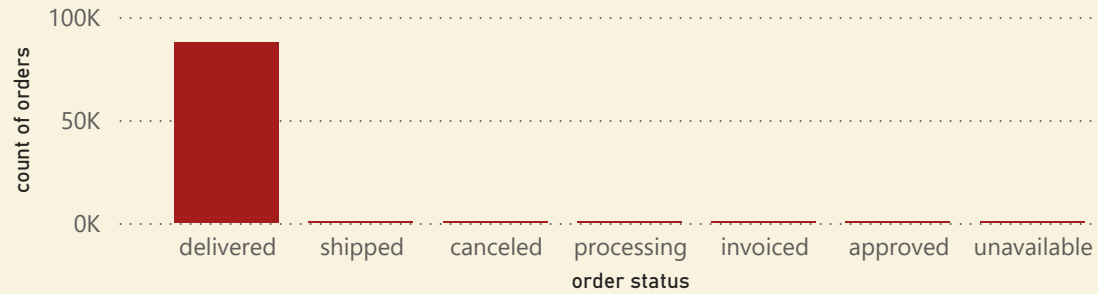 100K
50K
0K
count of orders
delivered shipped canceled processing invoiced approved unavailable
order status